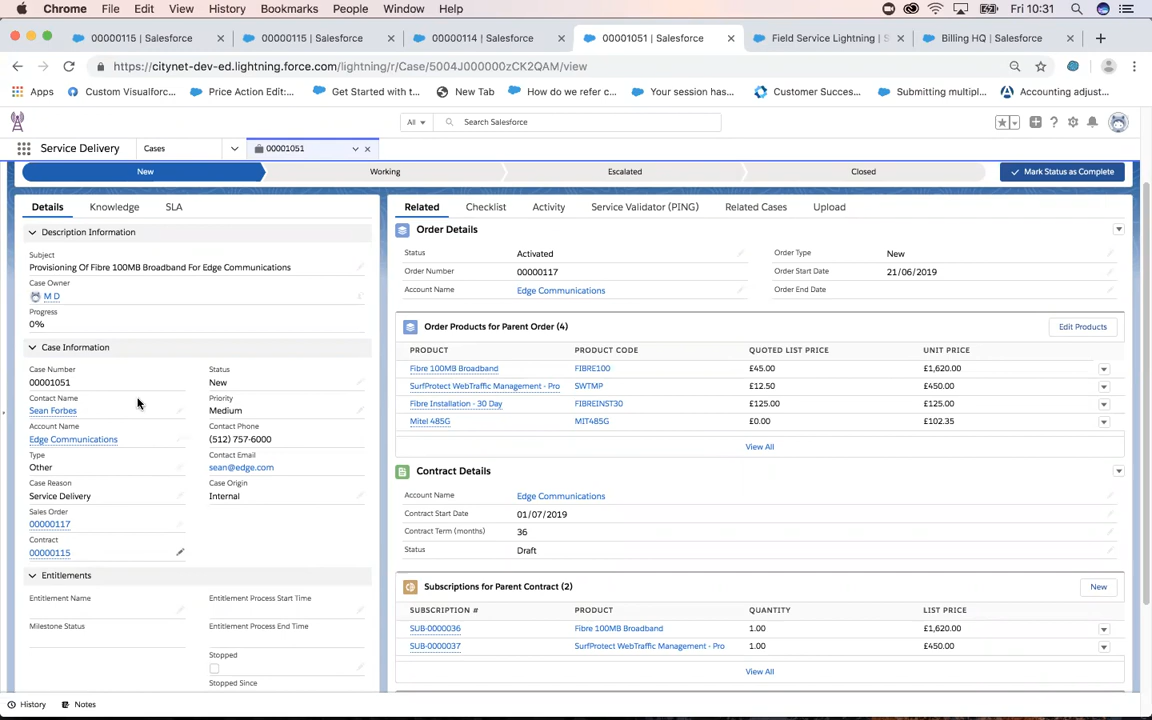 Chrome File Edit View History Bookmarks People Window Help Fri 10:31
00000115 | Salesforce 00000115 | Salesforce 00000114 | Salesforce 00001051 | Salesforce Field Service Lightning | S Billing HQ | Salesforce
https://citynet-dev-ed.lightning.force.com/lightning/r/Case/5004J000000zCK2QAM/view
Apps Custom Visualforc... Price Action Edit:... Get Started with t... New Tab How do we refer c... Your session has... Customer Succes... Submitting multipl... Accounting adjust...
All Search Salesforce
Service Delivery Cases 00001051
New Working Escalated Closed Mark Status as Complete
Details Knowledge SLA
Description Information
Subject
Provisioning Of Fibre 100MB Broadband For Edge Communications
Case Owner
M D
Progress
0%
Case Information
Case Number Status
00001051 New
Contact Name Priority
Sean Forbes Medium
Account Name Contact Phone
Edge Communications (512) 757-6000
Type Contact Email
Other sean@edge.com
Case Reason Case Origin
Service Delivery Internal
Sales Order
00000117
Contract
00000115
Entitlements
Entitlement Name Entitlement Process Start Time
Milestone Status Entitlement Process End Time
Stopped
Stopped Since
Related Checklist Activity Service Validator (PING) Related Cases Upload
Order Details
Status Activated Order Type New
Order Number 00000117 Order Start Date 21/06/2019
Account Name Edge Communications Order End Date
Order Products for Parent Order (4) Edit Products
PRODUCT PRODUCT CODE QUOTED LIST PRICE UNIT PRICE
Fibre 100MB Broadband FIBRE100 £45.00 £1,620.00
SurfProtect WebTraffic Management - Pro SWTMP £12.50 £450.00
Fibre Installation - 30 Day FIBREINST30 £125.00 £125.00
Mitel 485G MIT485G £0.00 £102.35
View All
Contract Details
Account Name Edge Communications
Contract Start Date 01/07/2019
Contract Term (months) 36
Status Draft
Subscriptions for Parent Contract (2) New
SUBSCRIPTION # PRODUCT QUANTITY LIST PRICE
SUB-0000036 Fibre 100MB Broadband 1.00 £1,620.00
SUB-0000037 SurfProtect WebTraffic Management - Pro 1.00 £450.00
View All
History Notes